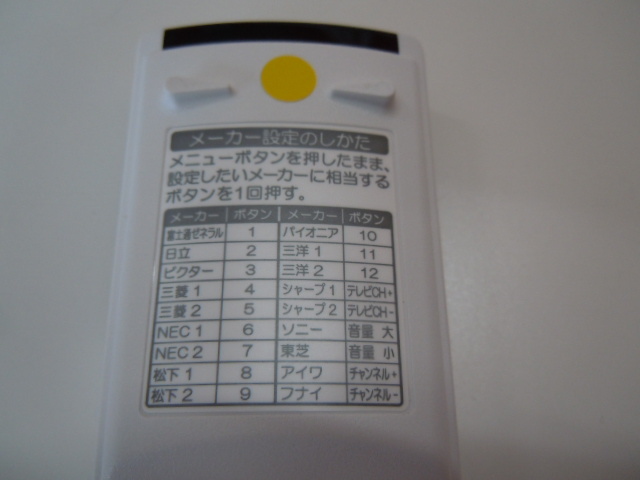 メーカー設定のしかた
メニューボタンを押したまま、
設定したいメーカーに相当する
ボタンを1回押す。
メーカー ボタン メーカー ボタン
富士通ゼネラル 1 パイオニア 10
日立 2 三洋 1 11
ビクター 3 三洋 2 12
三菱 1 4 シャープ 1 テレビCH+
三菱 2 5 シャープ 2 テレビCH-
NEC 1 6 ソニー 音量 大
NEC 2 7 東芝 音量 小
松下 1 8 アイワ チャンネル+
松下 2 9 フナイ チャンネル-